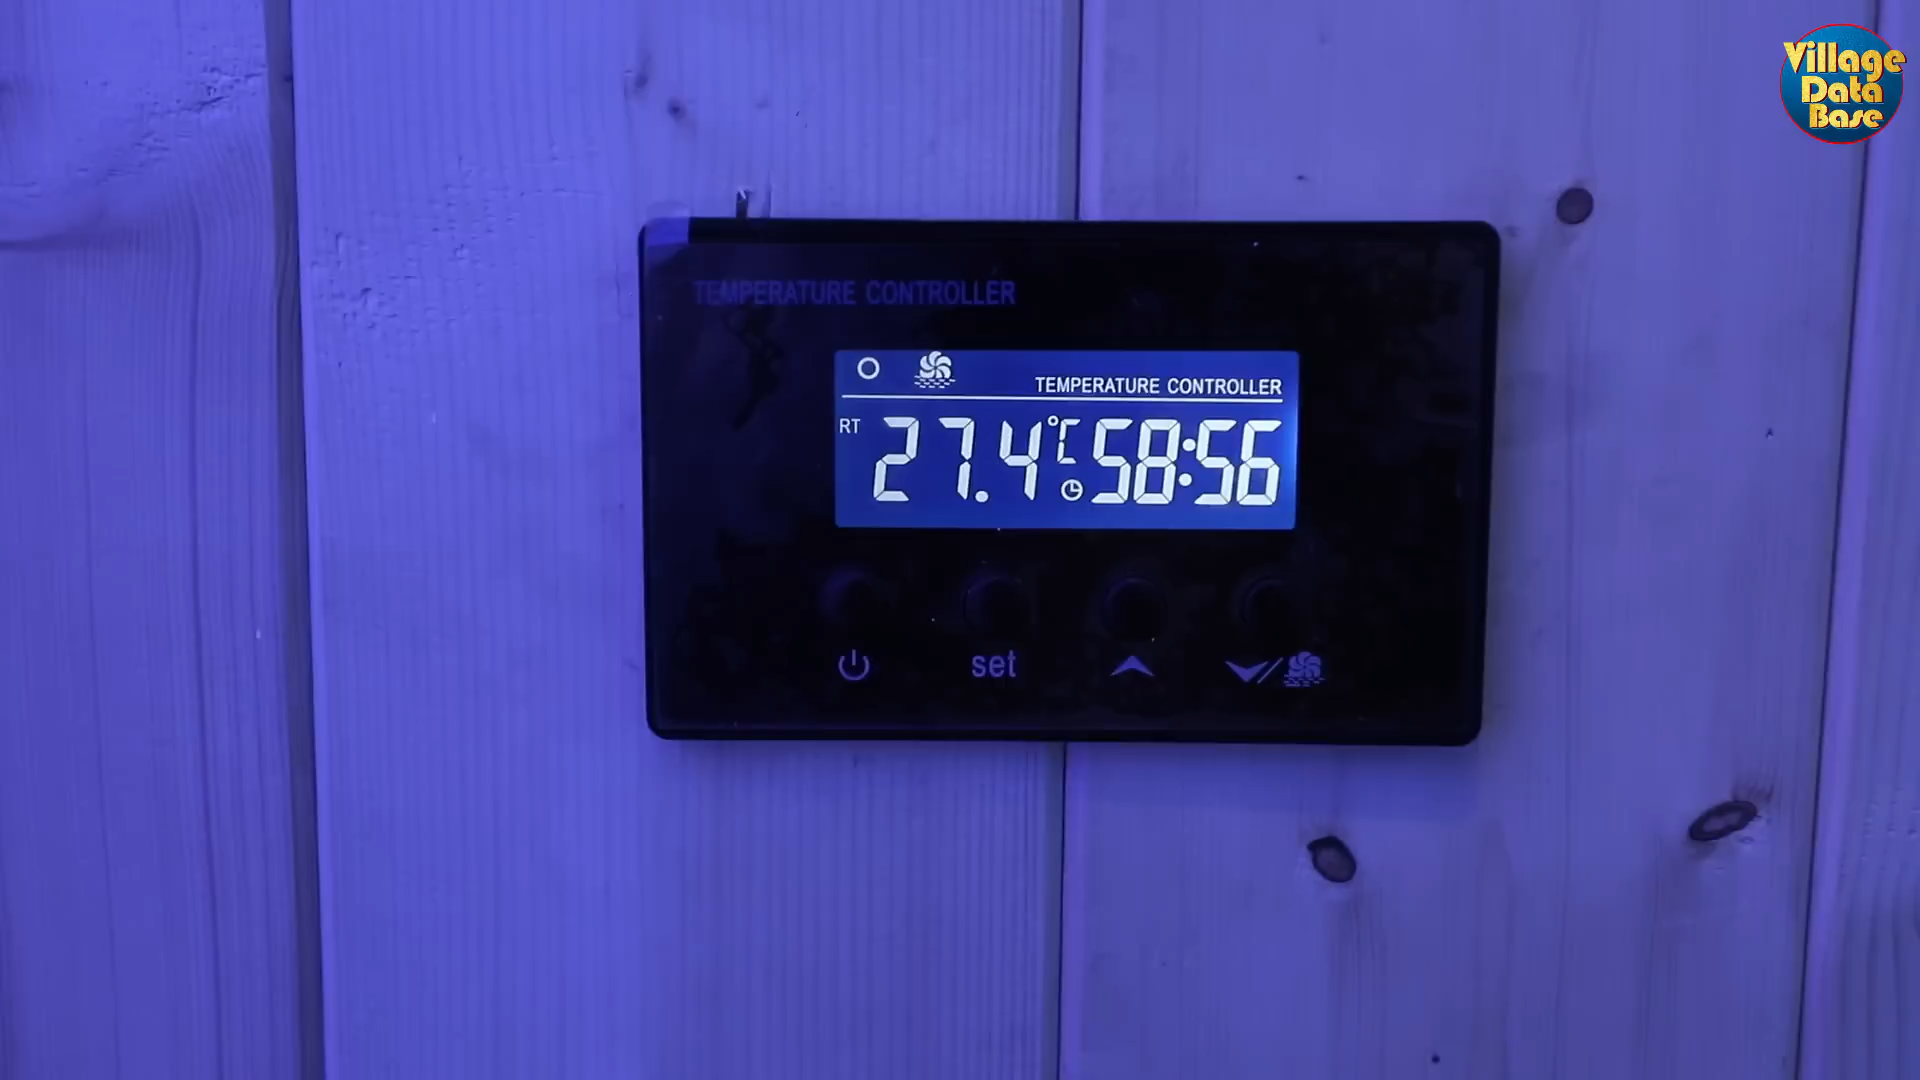 Village
Data
Base
TEMPERATURE CONTROLLER
TEMPERATURE CONTROLLER
RT 27.4°C 58:56
set